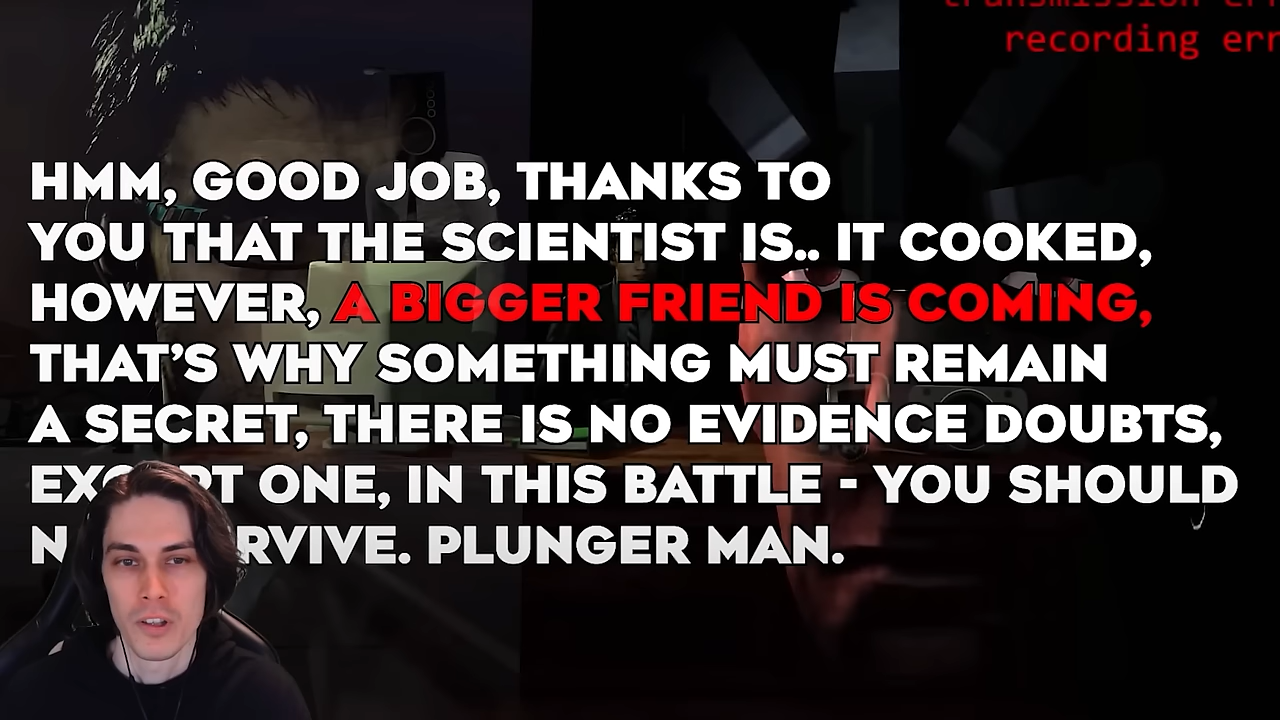 transmission err
recording err
HMM, GOOD JOB, THANKS TO
YOU THAT THE SCIENTIST IS.. IT COOKED,
HOWEVER, A BIGGER FRIEND IS COMING,
THAT'S WHY SOMETHING MUST REMAIN
A SECRET, THERE IS NO EVIDENCE DOUBTS,
ONE, IN THIS BATTLE - YOU SHOULD
PLUNGER MAN.